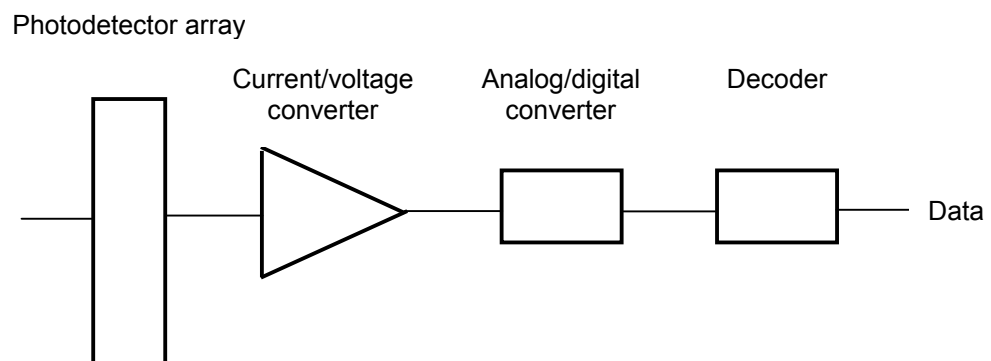 Photodetector array
Current/voltage
converter
Analog/digital
converter
Decoder
Data